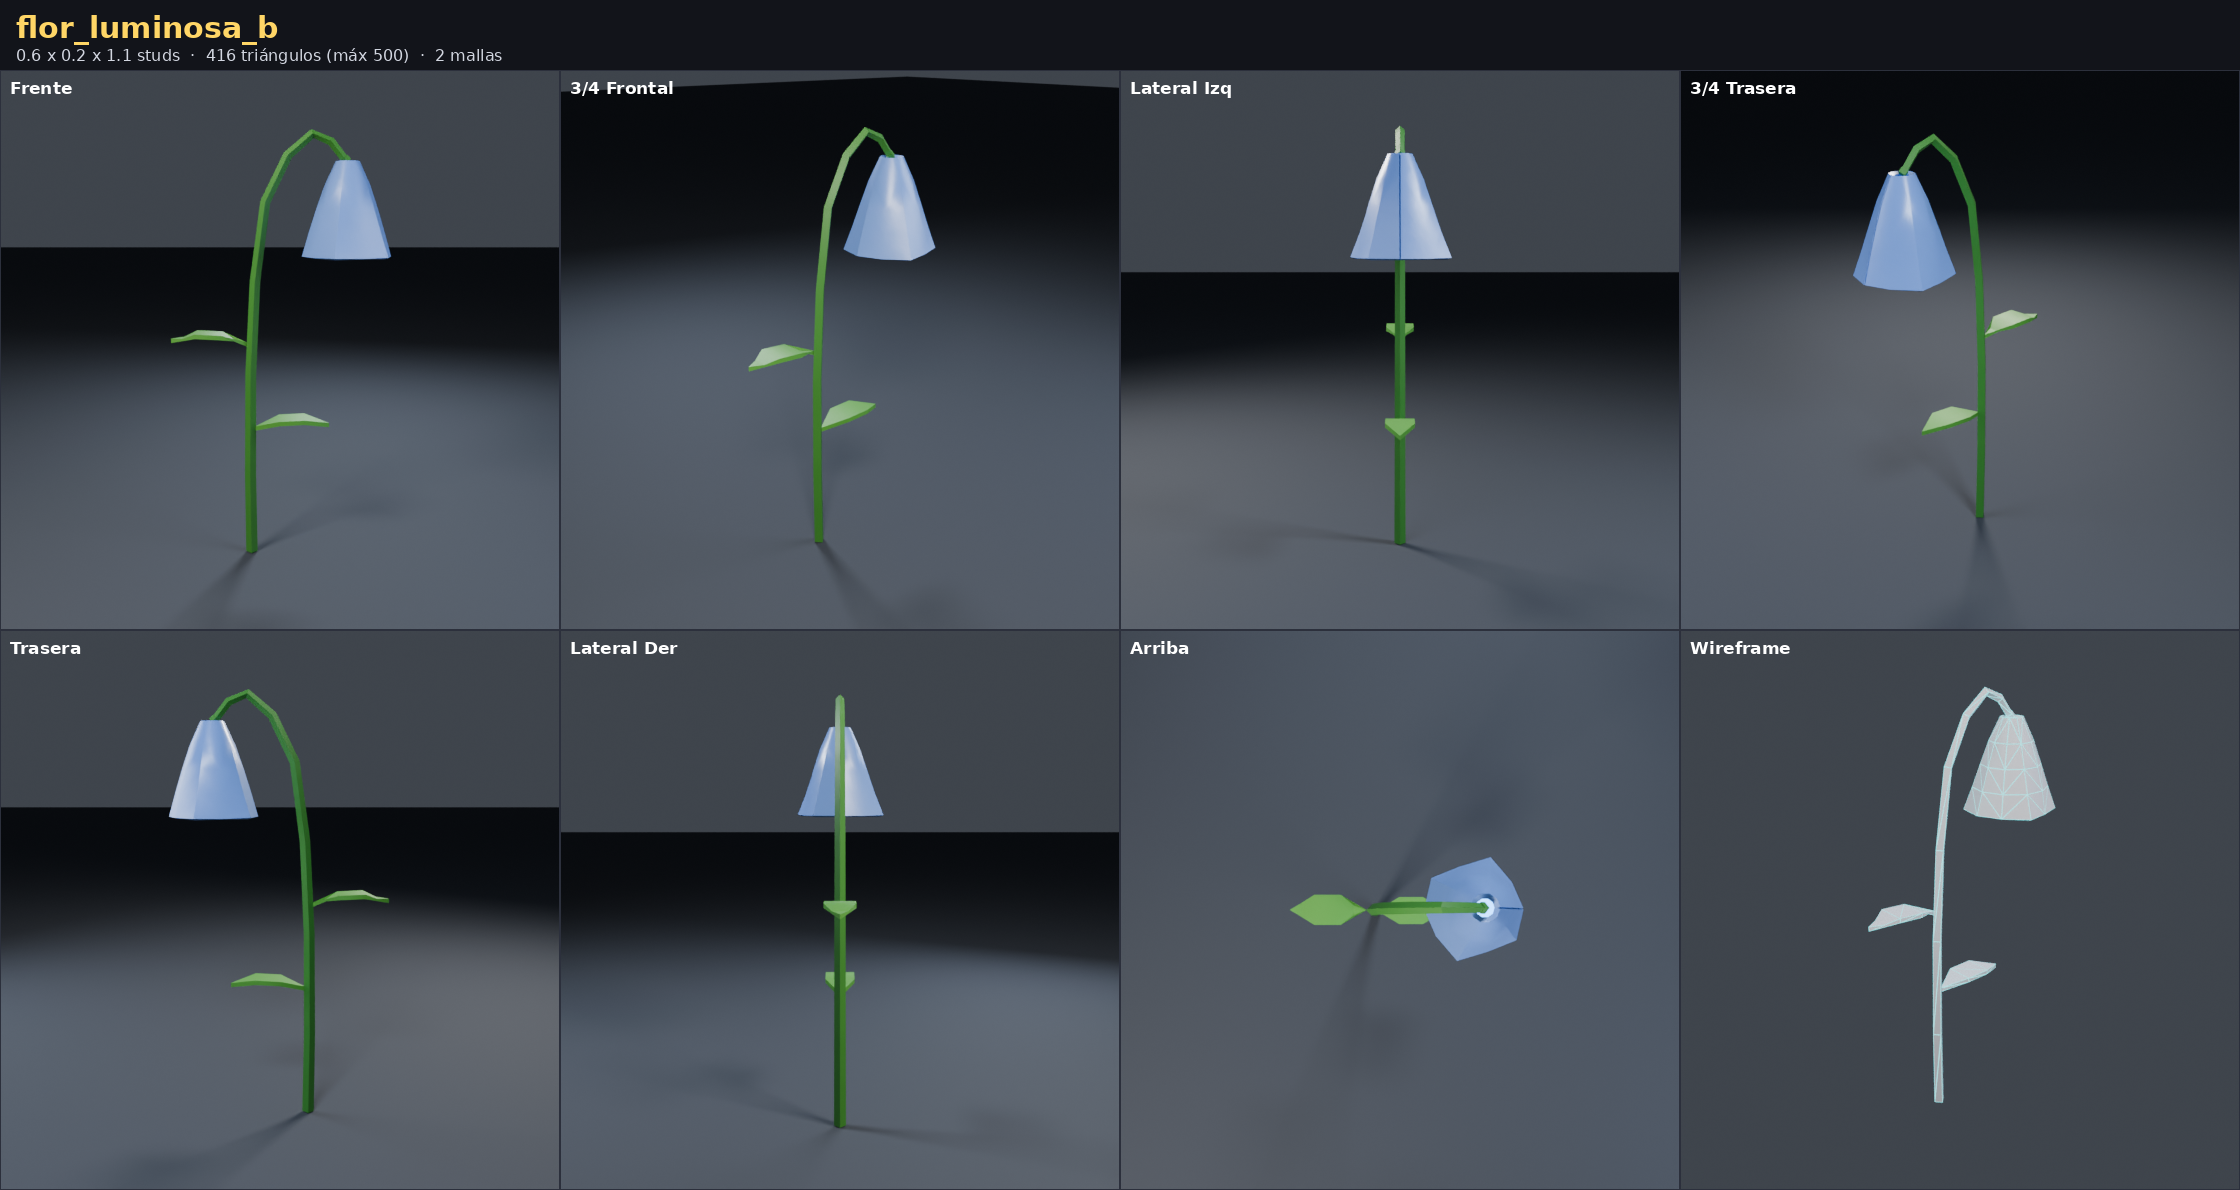 flor_luminosa_b
0.6 x 0.2 x 1.1 studs · 416 triángulos (máx 500) · 2 mallas
Frente
3/4 Frontal
Lateral Izq
3/4 Trasera
Trasera
Lateral Der
Arriba
Wireframe